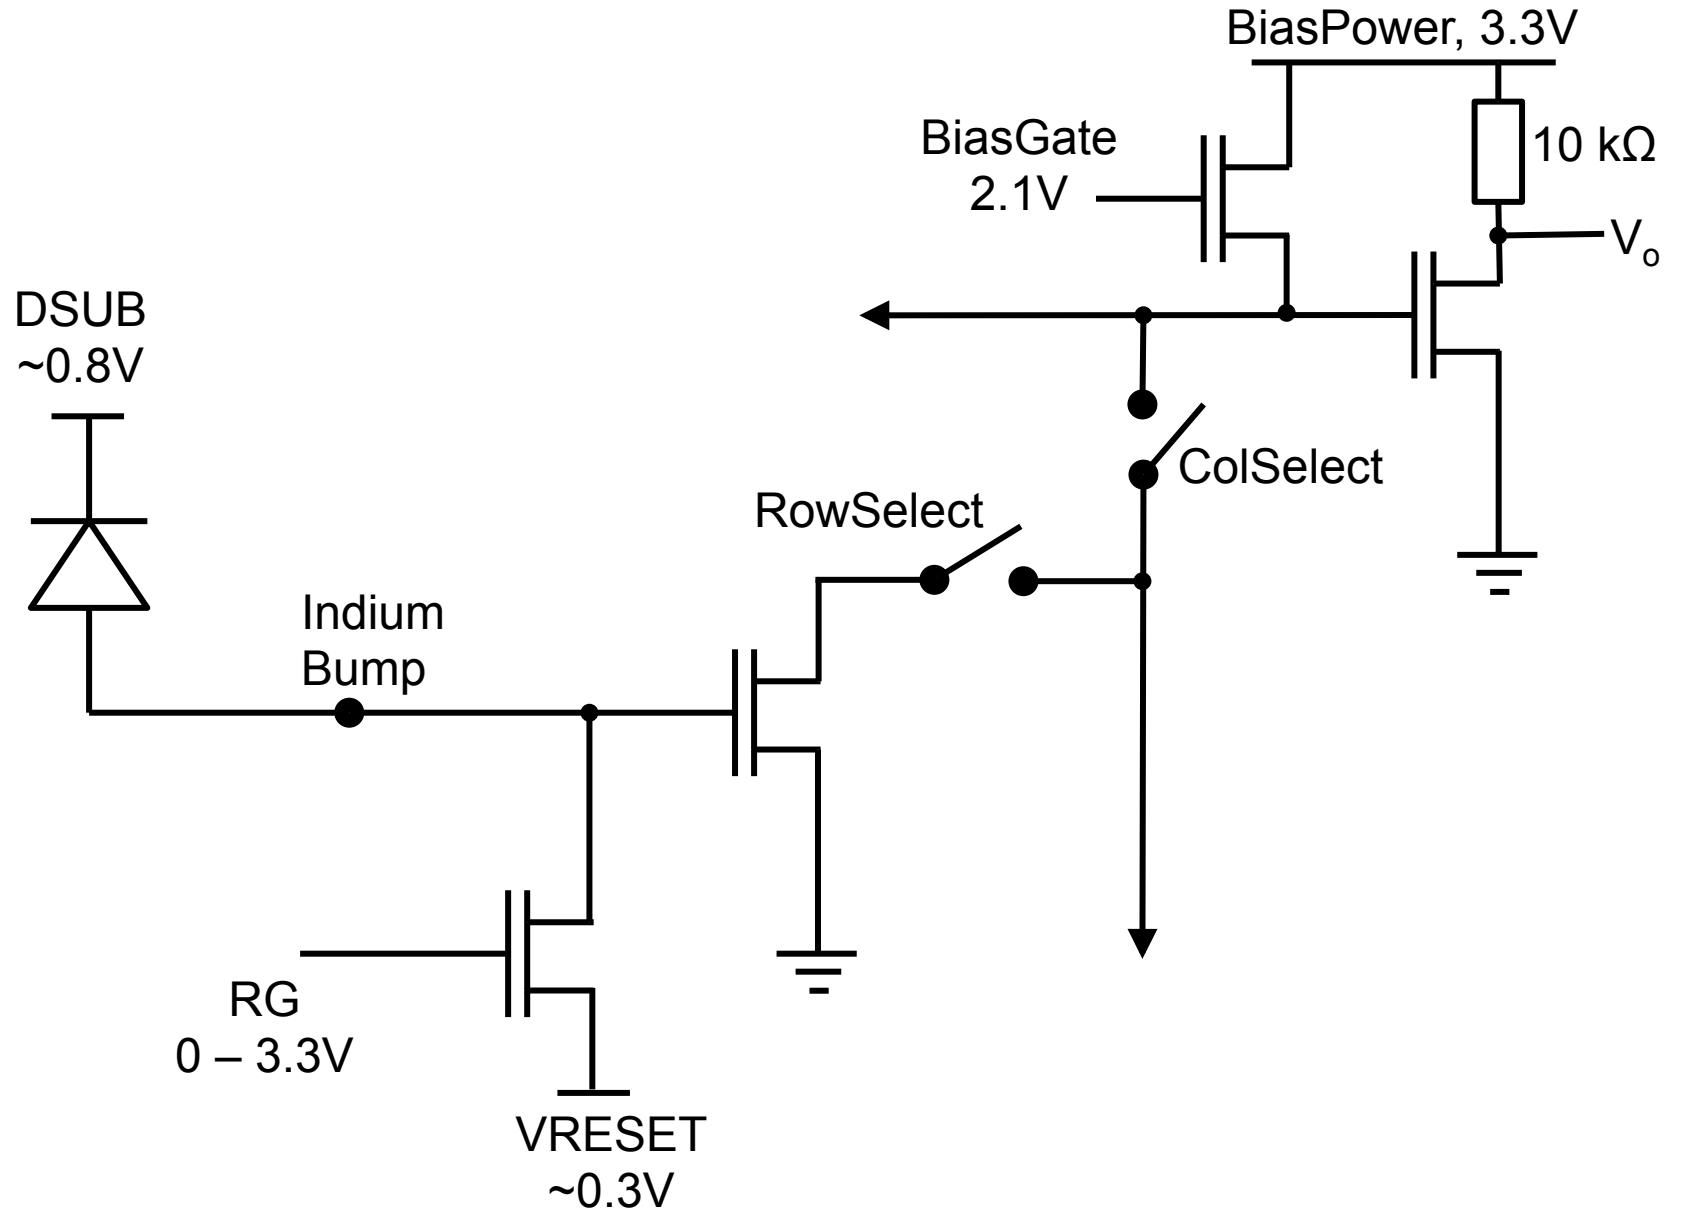 BiasPower, 3.3V
BiasGate
2.1V
10 kΩ
Vₒ
DSUB
~0.8V
ColSelect
RowSelect
Indium
Bump
RG
0 – 3.3V
VRESET
~0.3V